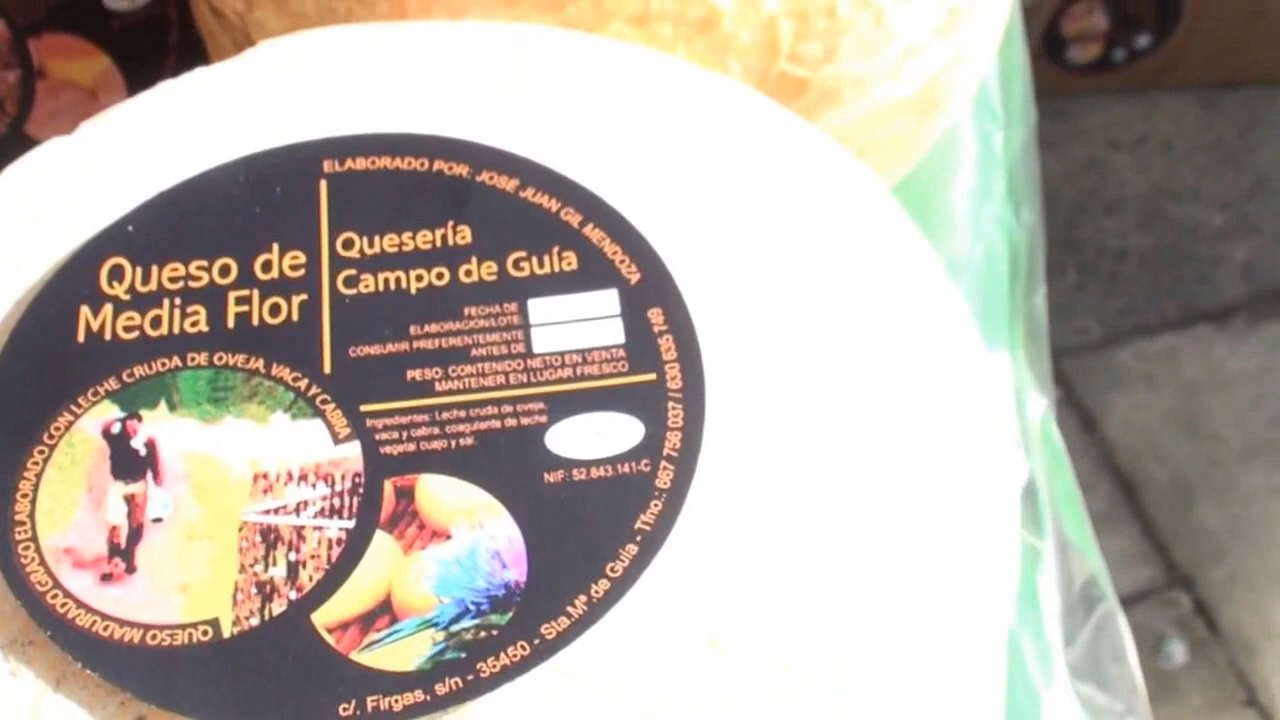 ELABORADO POR: JOSÉ JUAN GIL MENDOZA
Queso de
Media Flor
Quesería
Campo de Guía
FECHA DE
ELABORACION/LOTE:
CONSUMIR PREFERENTEMENTE
ANTES DE
PESO: CONTENIDO NETO EN VENTA
MANTENER EN LUGAR FRESCO
Ingredientes: Leche cruda de oveja,
vaca y cabra, coagulante de leche
vegetal cuajo y sal.
NIF: 52.843.141-C
QUESO MADURADO GRASO ELABORADO CON LECHE CRUDA DE OVEJA, VACA Y CABRA
c/. Firgas, s/n - 35450 - Sta.Mª.de Guía - Tfno.: 667 756 037 / 630 635 749